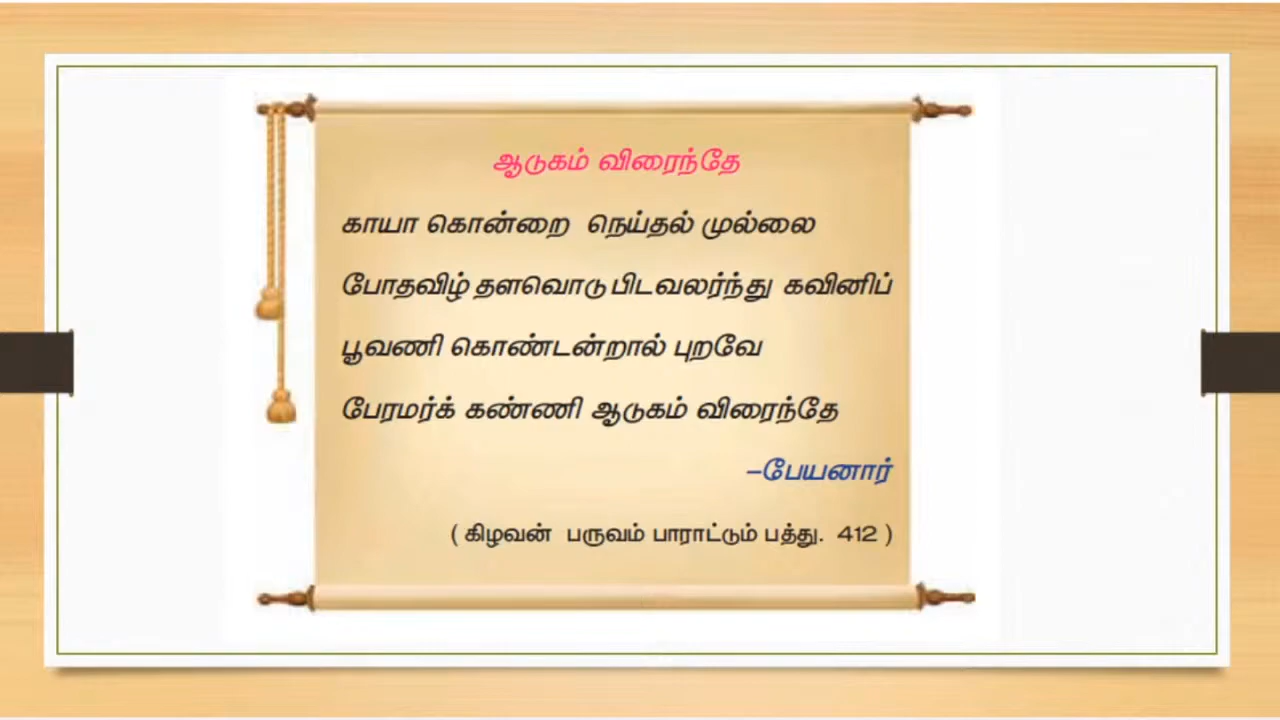 ஆடுகம் விரைந்தே
காயா கொன்றை நெய்தல் முல்லை
போதவிழ் தளவொடு பிடவலர்ந்து கவினிப்
பூவணி கொண்டன்றால் புறவே
பேரமர்க் கண்ணி ஆடுகம் விரைந்தே
–பேயனார்
( கிழவன் பருவம் பாராட்டும் பத்து. 412 )